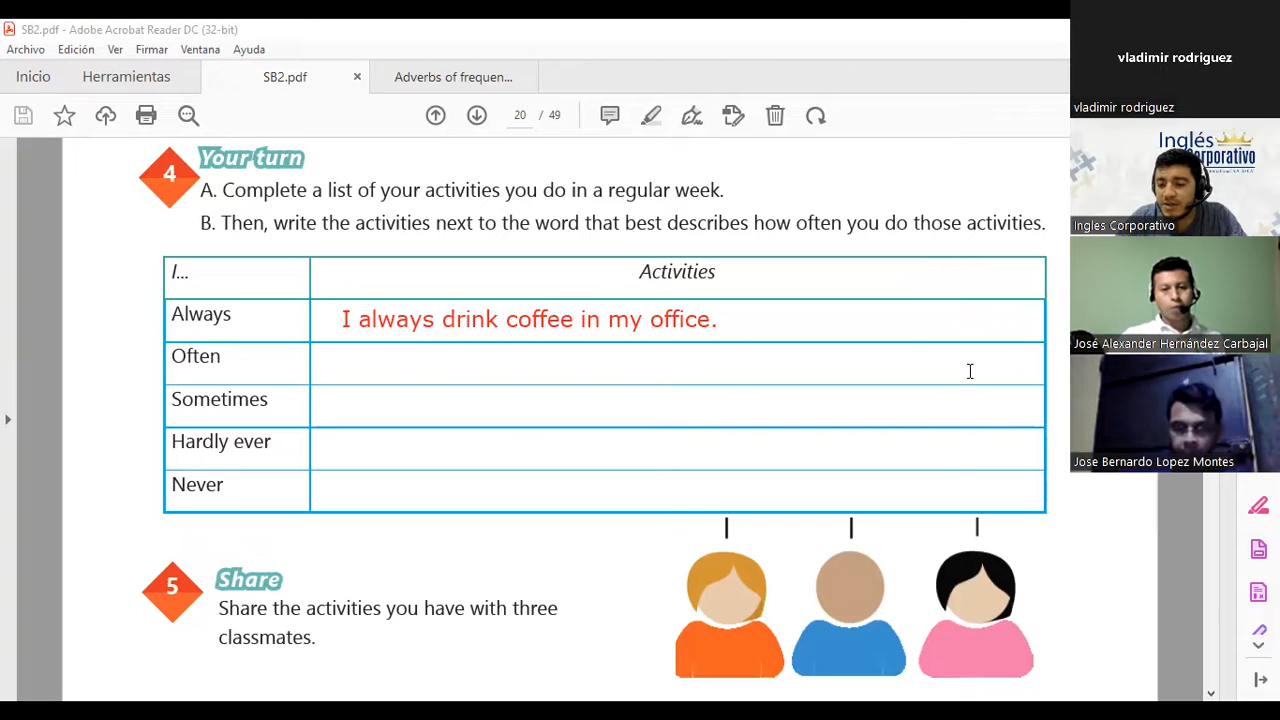 SB2.pdf - Adobe Acrobat Reader DC (32-bit)
Archivo Edición Ver Firmar Ventana Ayuda
Inicio Herramientas SB2.pdf × Adverbs of frequen...
20 / 49
4 Your turn
A. Complete a list of your activities you do in a regular week.
B. Then, write the activities next to the word that best describes how often you do those activities.
I... Activities
Always I always drink coffee in my office.
Often
Sometimes
Hardly ever
Never
5 Share
Share the activities you have with three
classmates.
vladimir rodriguez
vladimir rodriguez
Inglés
Corporativo
Ingles Corporativo
José Alexander Hernández Carbajal
Jose Bernardo Lopez Montes